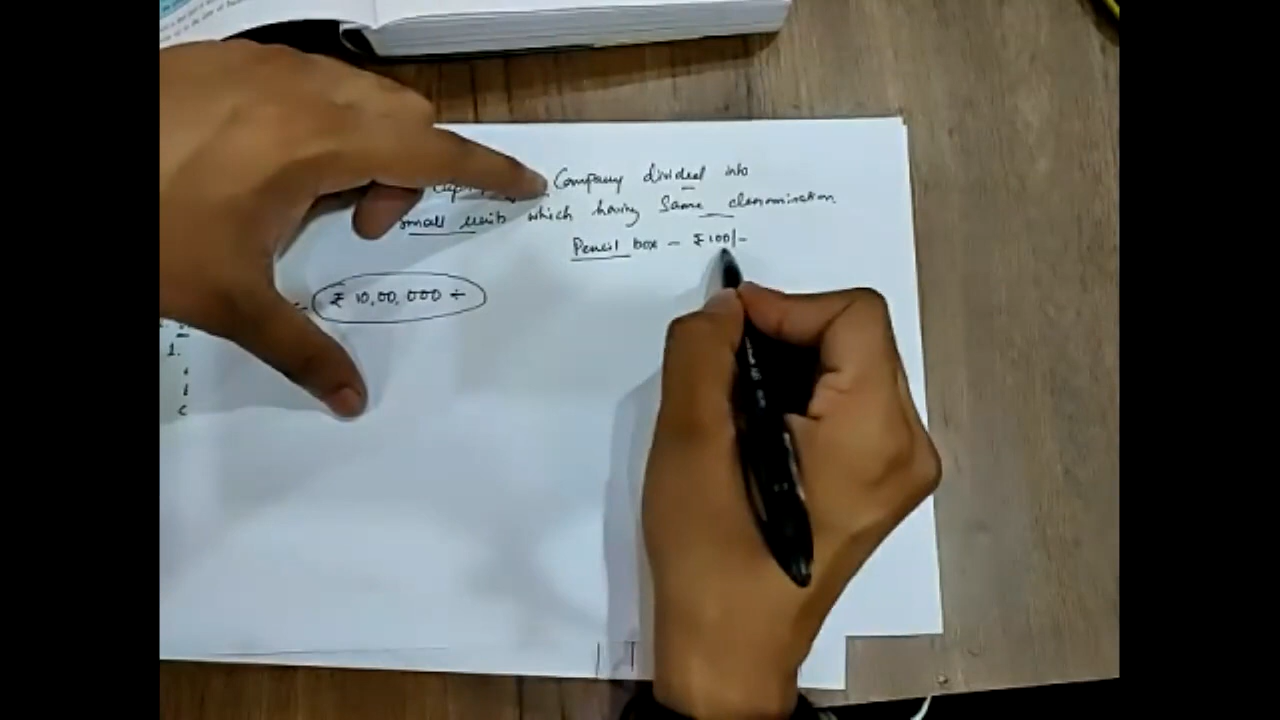 Company divided into
small units which having same denomination
Pencil box - ₹100/-
₹ 10,00,000 ÷
1.
c